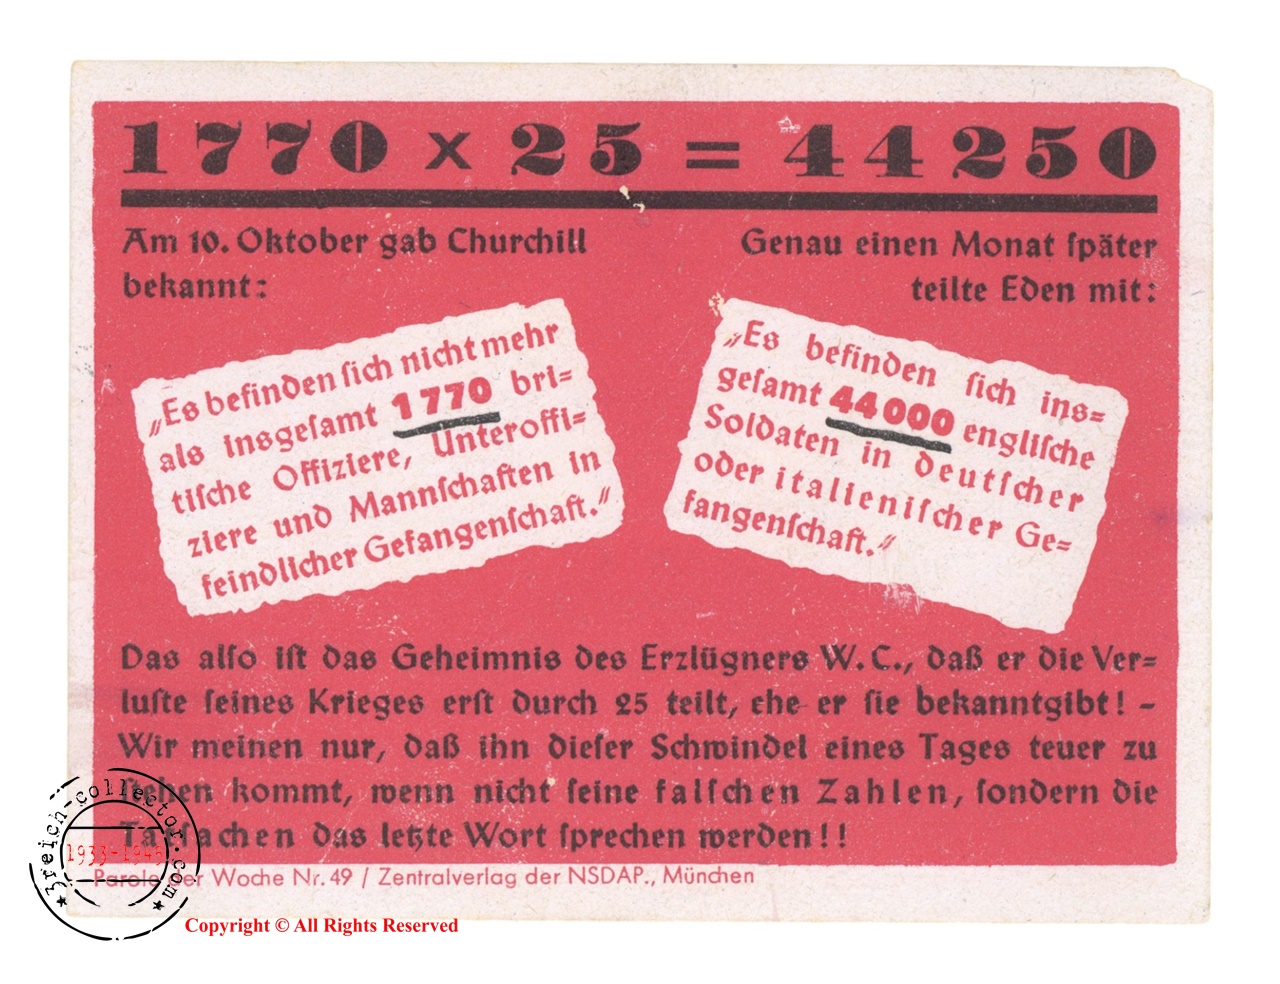 1770 x 25 = 44250
Am 10. Oktober gab Churchill
bekannt:
Genau einen Monat ſpäter
teilte Eden mit:
„Es befinden ſich nicht mehr
als insgeſamt 1770 bri=
tiſche Offiziere, Unteroffi=
ziere und Mannſchaften in
feindlicher Gefangenſchaft.“
„Es befinden ſich ins=
geſamt 44000 engliſche
Soldaten in deutſcher
oder italieniſcher Ge=
fangenſchaft.“
Das alſo iſt das Geheimnis des Erzlügners W. C., daß er die Ver=
luſte ſeines Krieges erſt durch 25 teilt, ehe er ſie bekanntgibt! –
Wir meinen nur, daß ihn dieſer Schwindel eines Tages teuer zu
ſtehen kommt, wenn nicht ſeine falſchen Zahlen, ſondern die
Tatſachen das letzte Wort ſprechen werden!!
Parole der Woche Nr. 49 / Zentralverlag der NSDAP., München
3reich-collector.com
1933-1945
Copyright © All Rights Reserved